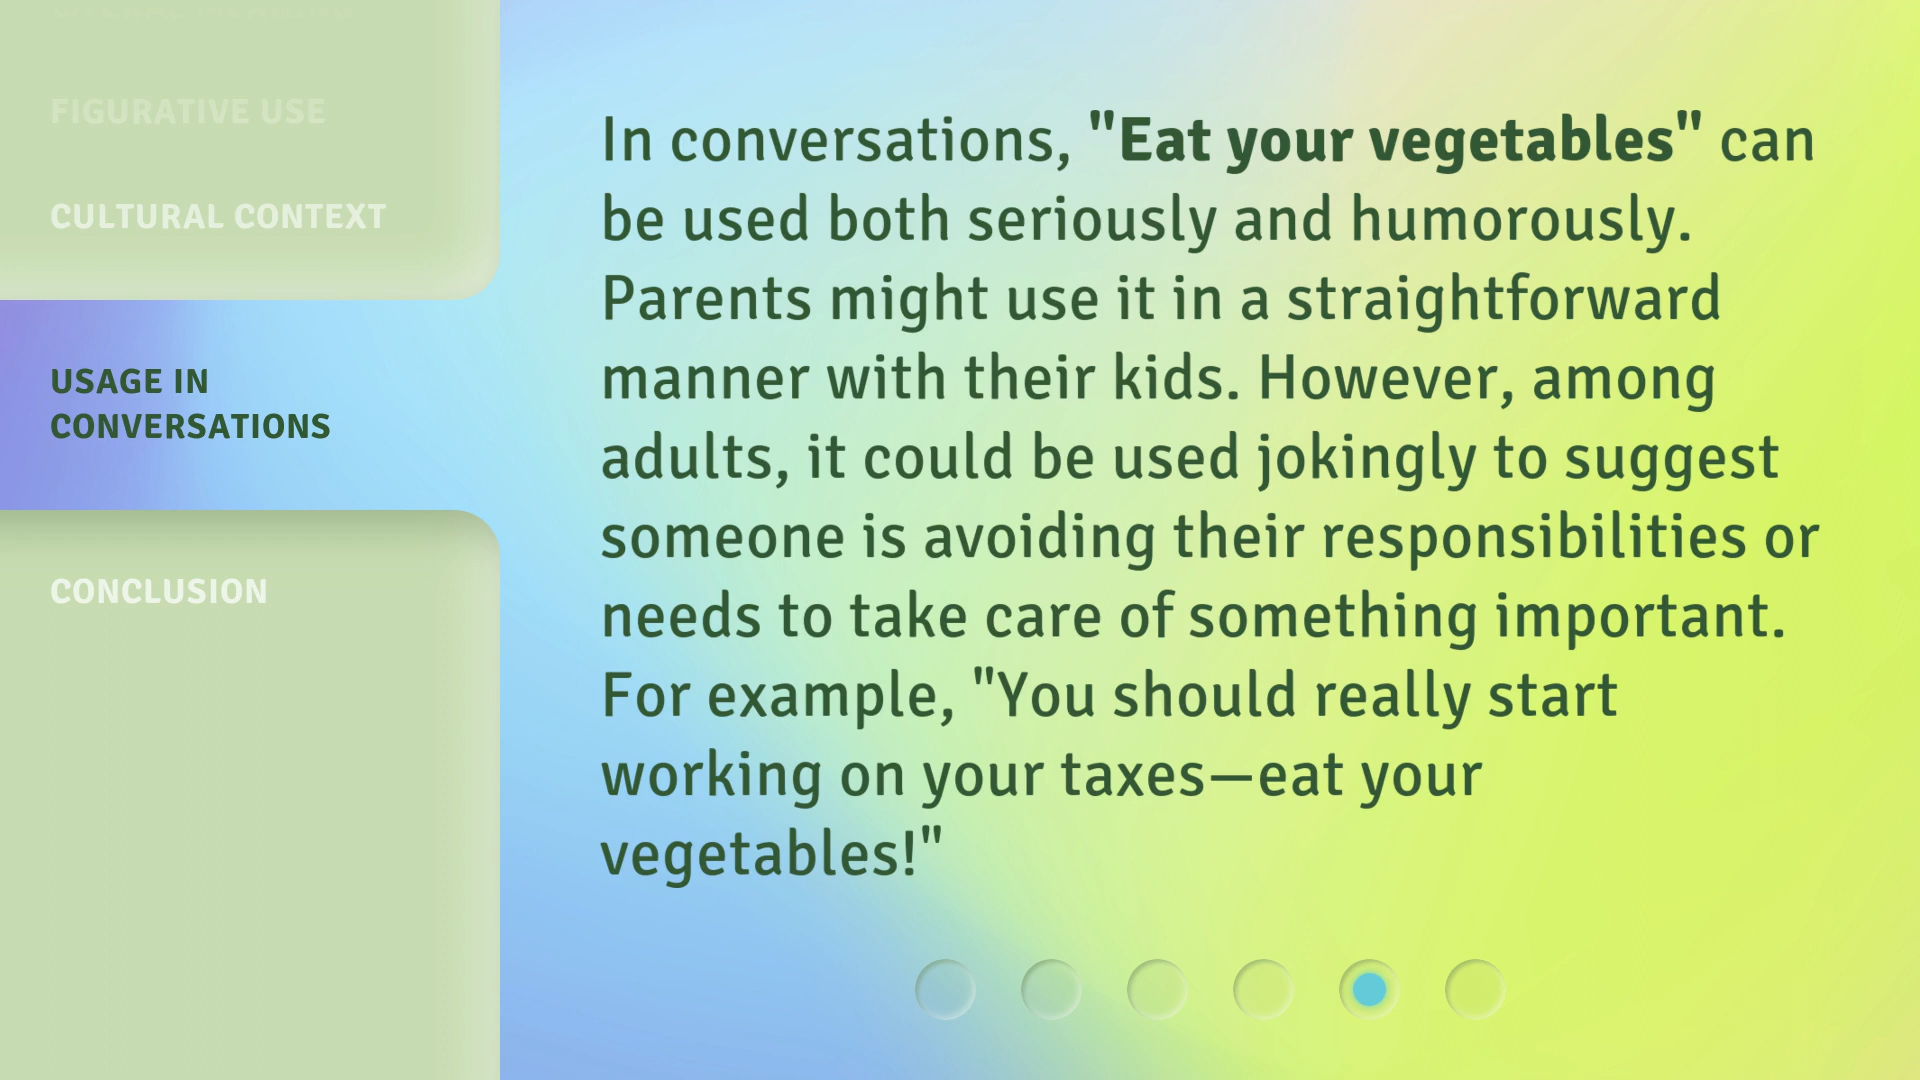 FIGURATIVE USE
CULTURAL CONTEXT
USAGE IN
CONVERSATIONS
CONCLUSION
In conversations, "Eat your vegetables" can
be used both seriously and humorously.
Parents might use it in a straightforward
manner with their kids. However, among
adults, it could be used jokingly to suggest
someone is avoiding their responsibilities or
needs to take care of something important.
For example, "You should really start
working on your taxes—eat your
vegetables!"